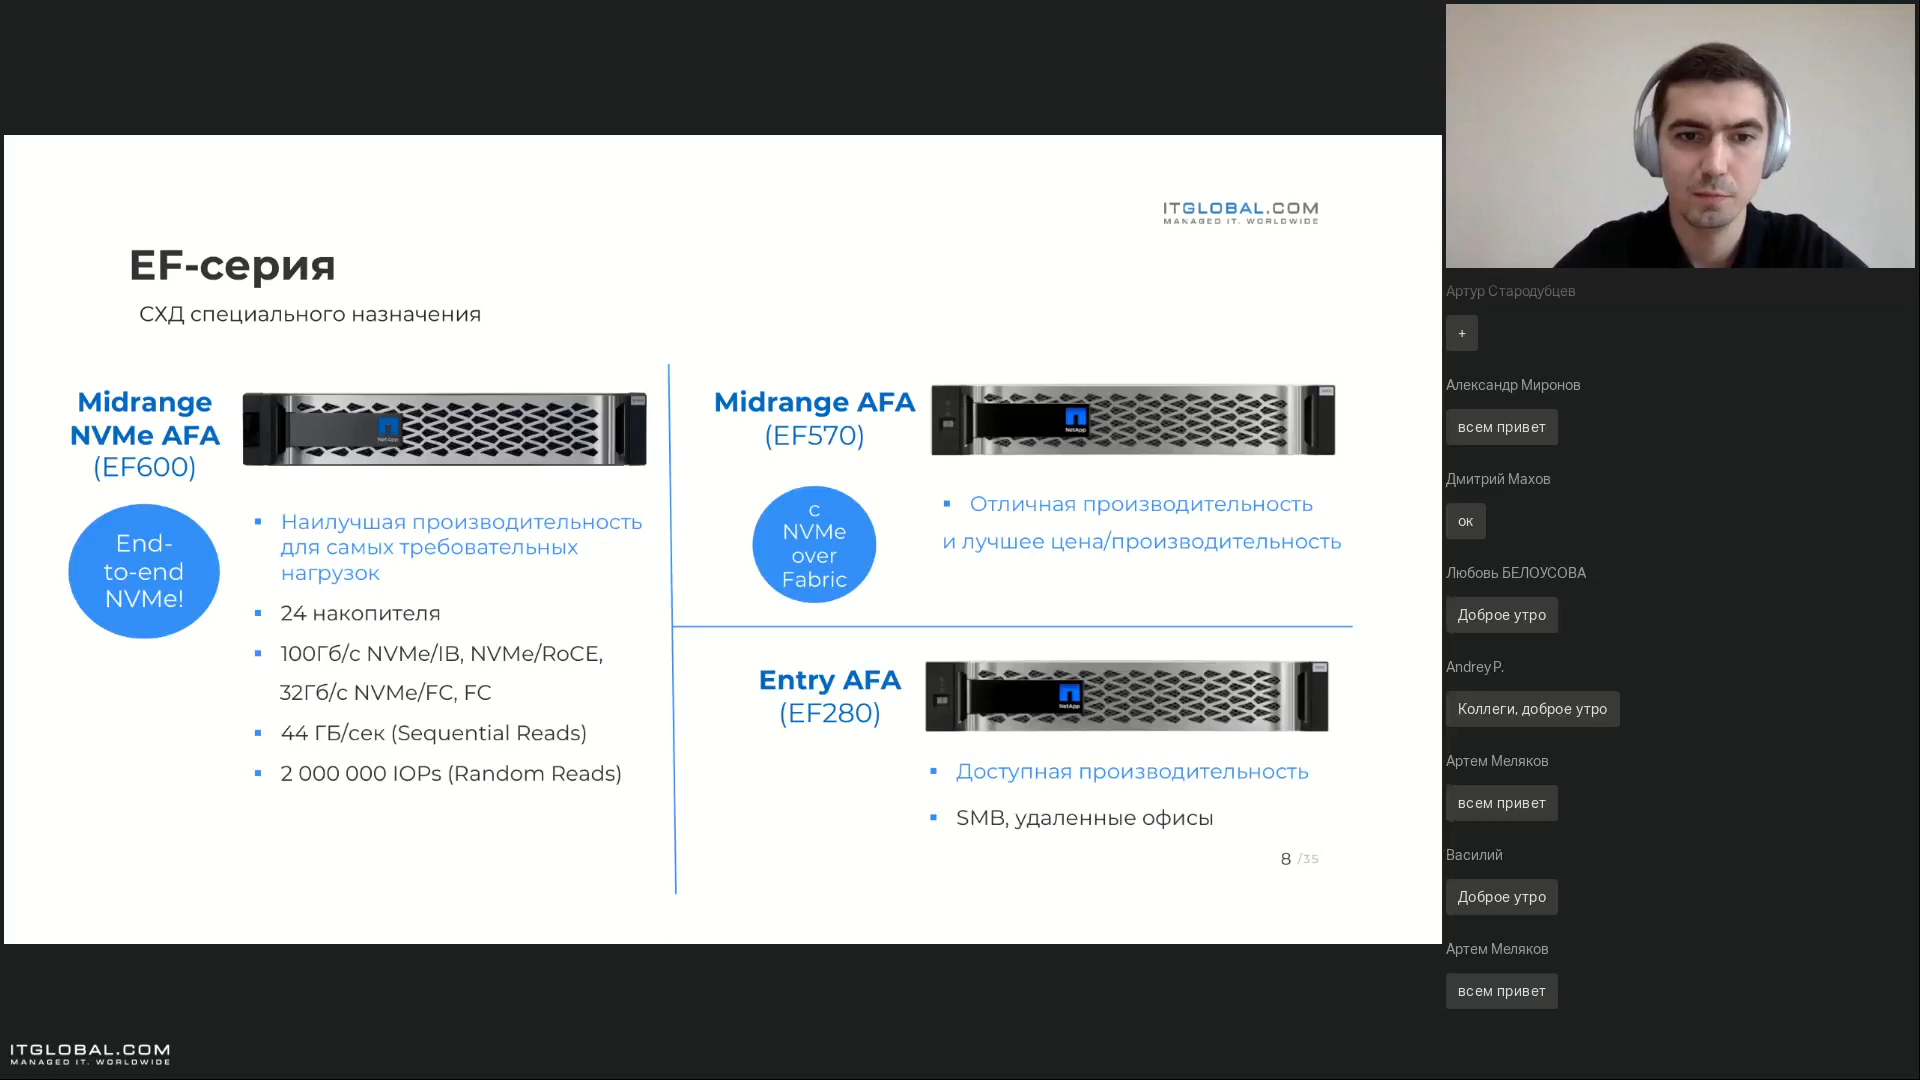 ITGLOBAL.COM
MANAGED IT. WORLDWIDE
EF-серия
СХД специального назначения
Midrange
NVMe AFA
(EF600)
End-
to-end
NVMe!
NetApp
▪ Наилучшая производительность
для самых требовательных
нагрузок
▪ 24 накопителя
▪ 100Гб/с NVMe/IB, NVMe/RoCE,
32Гб/с NVMe/FC, FC
▪ 44 ГБ/сек (Sequential Reads)
▪ 2 000 000 IOPs (Random Reads)
Midrange AFA
(EF570)
с
NVMe
over
Fabric
NetApp
▪ Отличная производительность
и лучшее цена/производительность
Entry AFA
(EF280)
NetApp
▪ Доступная производительность
▪ SMB, удаленные офисы
8 /35
Артур Стародубцев
+
Александр Миронов
всем привет
Дмитрий Махов
ок
Любовь БЕЛОУСОВА
Доброе утро
Andrey P.
Коллеги, доброе утро
Артем Меляков
всем привет
Василий
Доброе утро
Артем Меляков
всем привет
ITGLOBAL.COM
MANAGED IT. WORLDWIDE